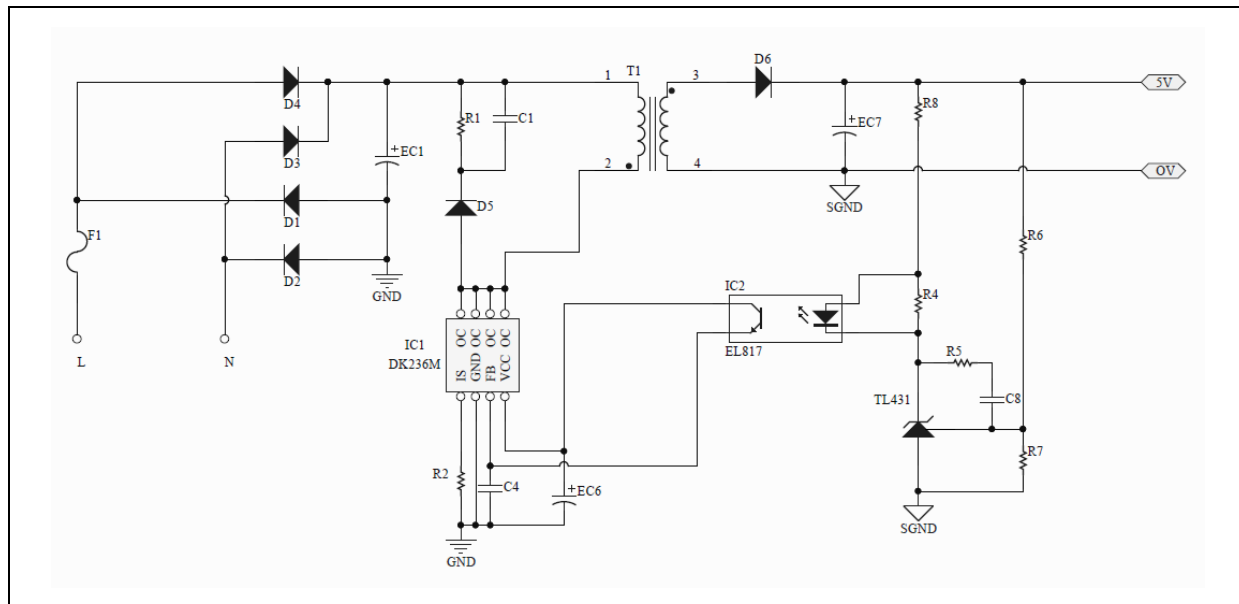 T1
1
3
D6
D4
5V
R8
R1
C1
EC7
D3
EC1
2
4
0V
D5
SGND
D1
F1
R6
D2
GND
IC2
R4
IC1
DK236M
OC OC OC OC
IS GND FB VCC
EL817
L
N
R5
TL431
C8
R7
R2
C4
EC6
SGND
GND